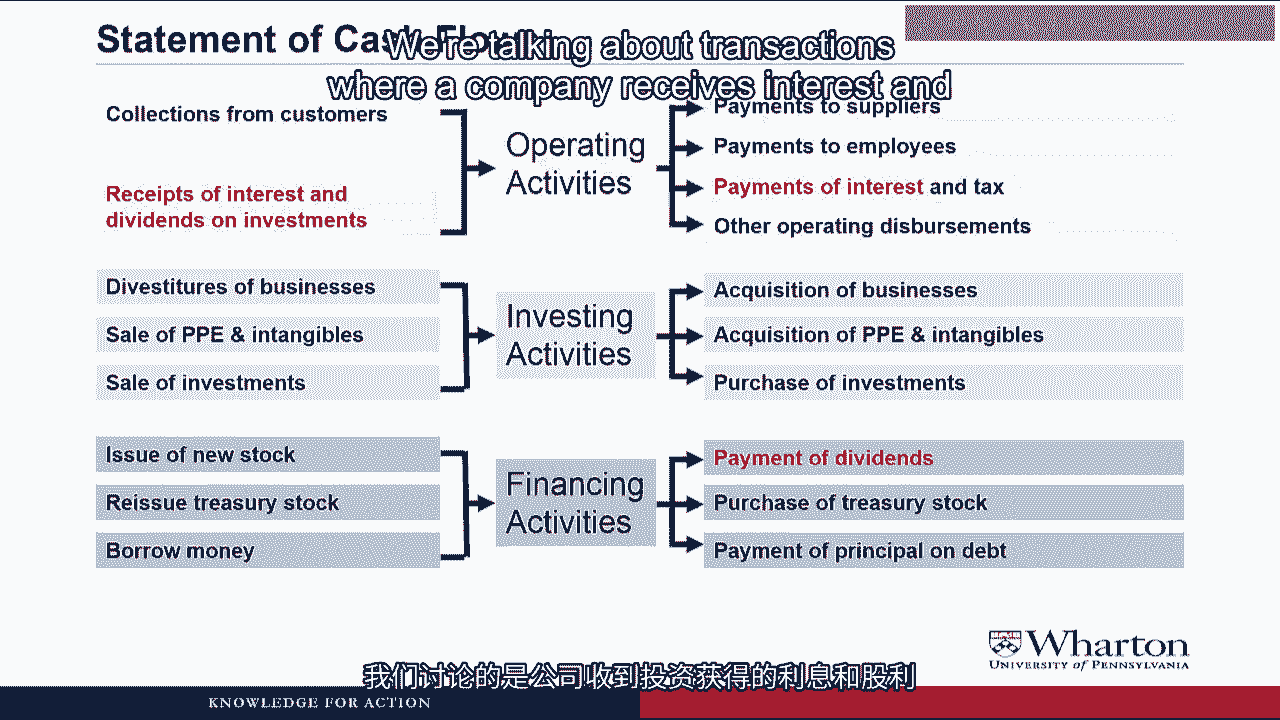 Statement of Cash Flows
We're talking about transactions
where a company receives interest and
Collections from customers
Receipts of interest and
dividends on investments
Operating
Activities
Payments to suppliers
Payments to employees
Payments of interest and tax
Other operating disbursements
Divestitures of businesses
Sale of PPE & intangibles
Sale of investments
Investing
Activities
Acquisition of businesses
Acquisition of PPE & intangibles
Purchase of investments
Issue of new stock
Reissue treasury stock
Borrow money
Financing
Activities
Payment of dividends
Purchase of treasury stock
Payment of principal on debt
Wharton
UNIVERSITY of PENNSYLVANIA
我们讨论的是公司收到投资获得的利息和股利
KNOWLEDGE FOR ACTION